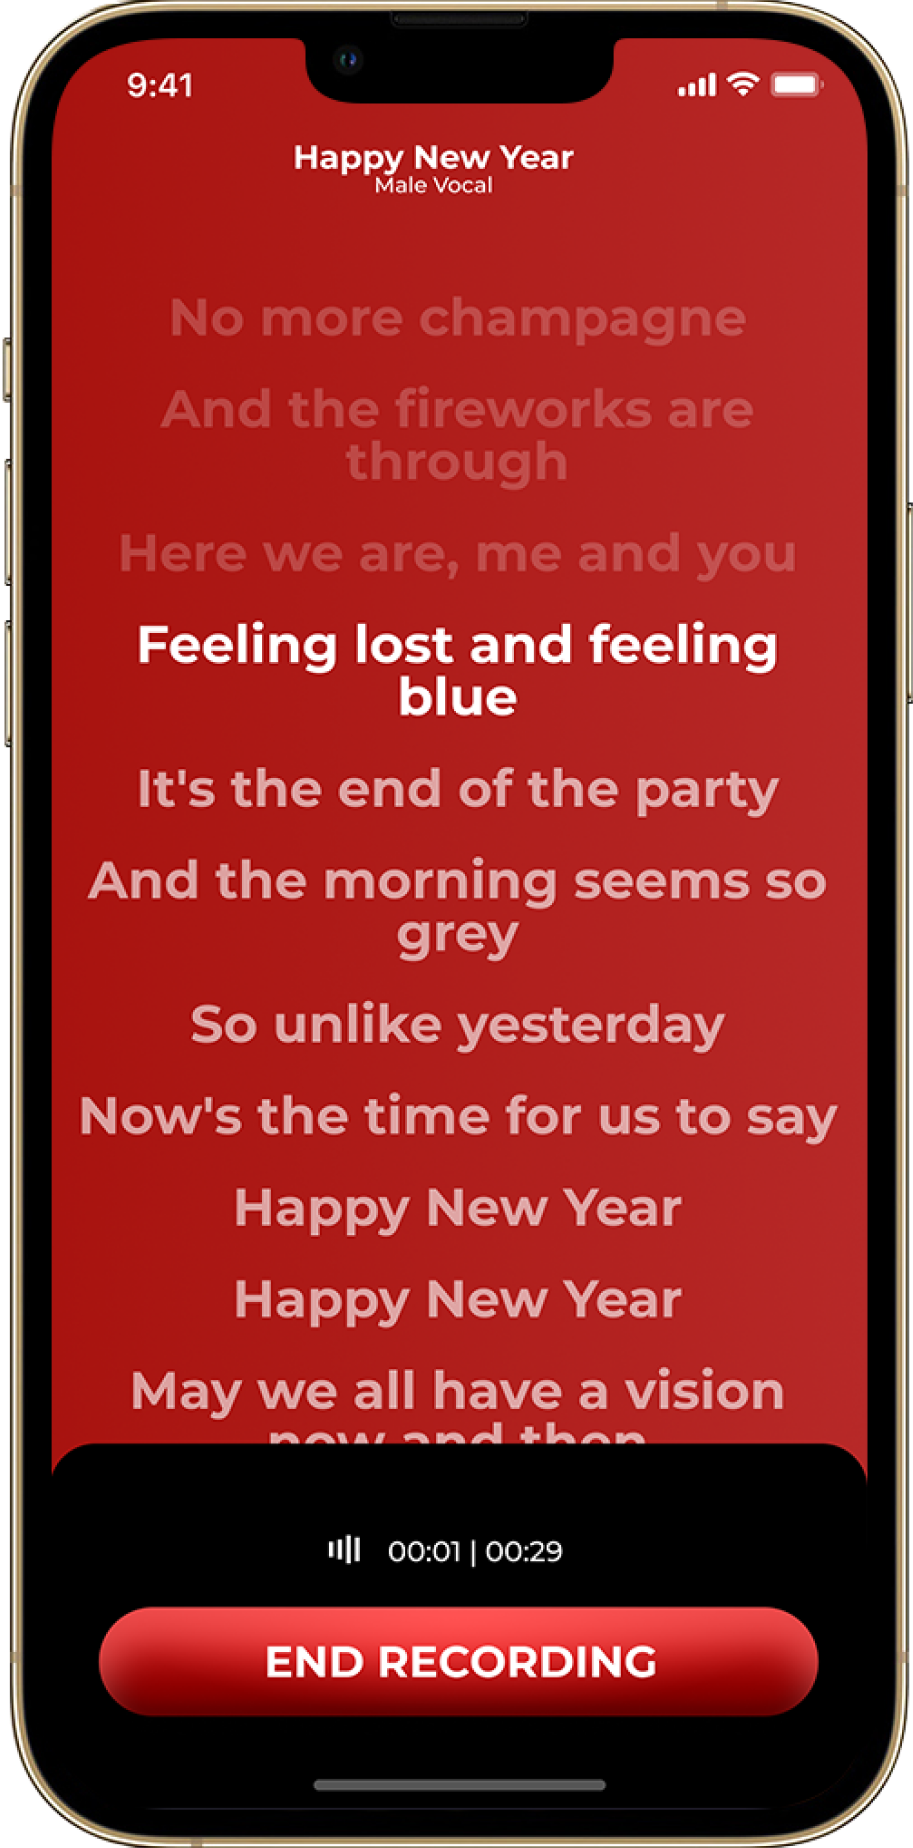 9:41
Happy New Year
Male Vocal
No more champagne
And the fireworks are
through
Here we are, me and you
Feeling lost and feeling
blue
It's the end of the party
And the morning seems so
grey
So unlike yesterday
Now's the time for us to say
Happy New Year
Happy New Year
May we all have a vision
now and then
00:01 | 00:29
END RECORDING